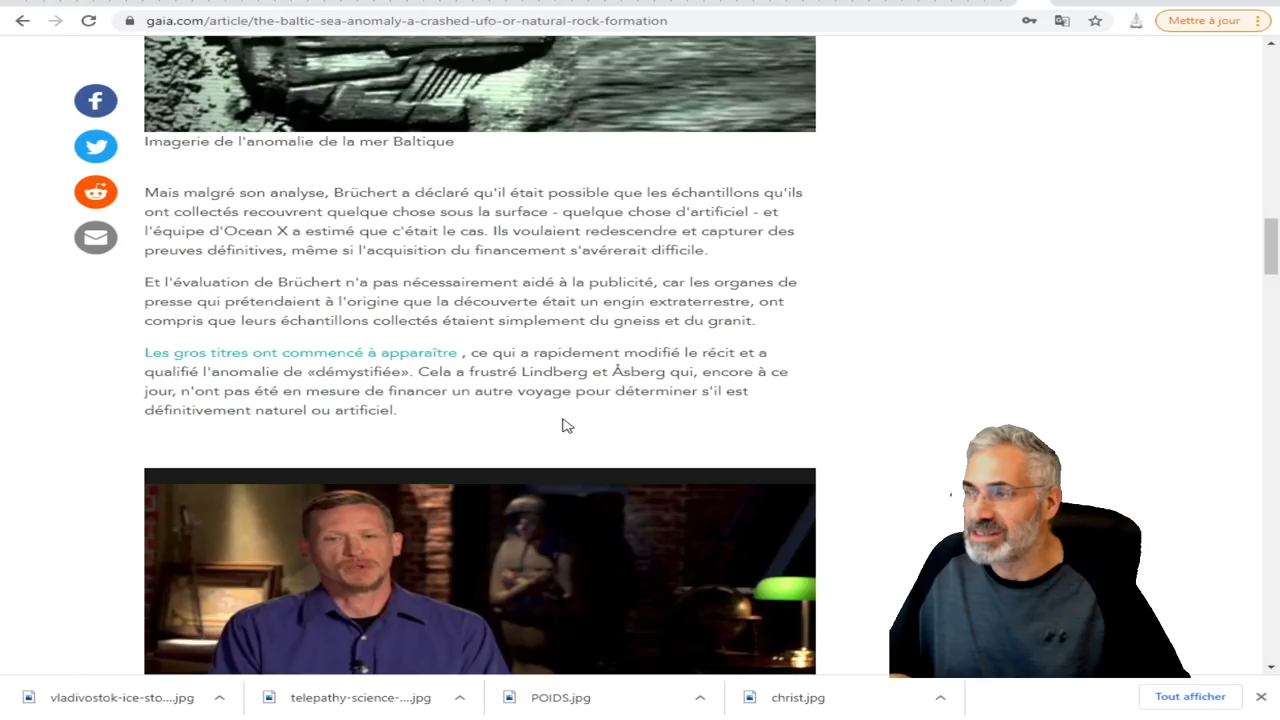 gaia.com/article/the-baltic-sea-anomaly-a-crashed-ufo-or-natural-rock-formation
Mettre à jour
Imagerie de l'anomalie de la mer Baltique
Mais malgré son analyse, Brüchert a déclaré qu'il était possible que les échantillons qu'ils
ont collectés recouvrent quelque chose sous la surface - quelque chose d'artificiel - et
l'équipe d'Ocean X a estimé que c'était le cas. Ils voulaient redescendre et capturer des
preuves définitives, même si l'acquisition du financement s'avérerait difficile.
Et l'évaluation de Brüchert n'a pas nécessairement aidé à la publicité, car les organes de
presse qui prétendaient à l'origine que la découverte était un engin extraterrestre, ont
compris que leurs échantillons collectés étaient simplement du gneiss et du granit.
Les gros titres ont commencé à apparaître , ce qui a rapidement modifié le récit et a
qualifié l'anomalie de «démystifiée». Cela a frustré Lindberg et Åsberg qui, encore à ce
jour, n'ont pas été en mesure de financer un autre voyage pour déterminer s'il est
définitivement naturel ou artificiel.
vladivostok-ice-sto....jpg
telepathy-science-....jpg
POIDS.jpg
christ.jpg
Tout afficher